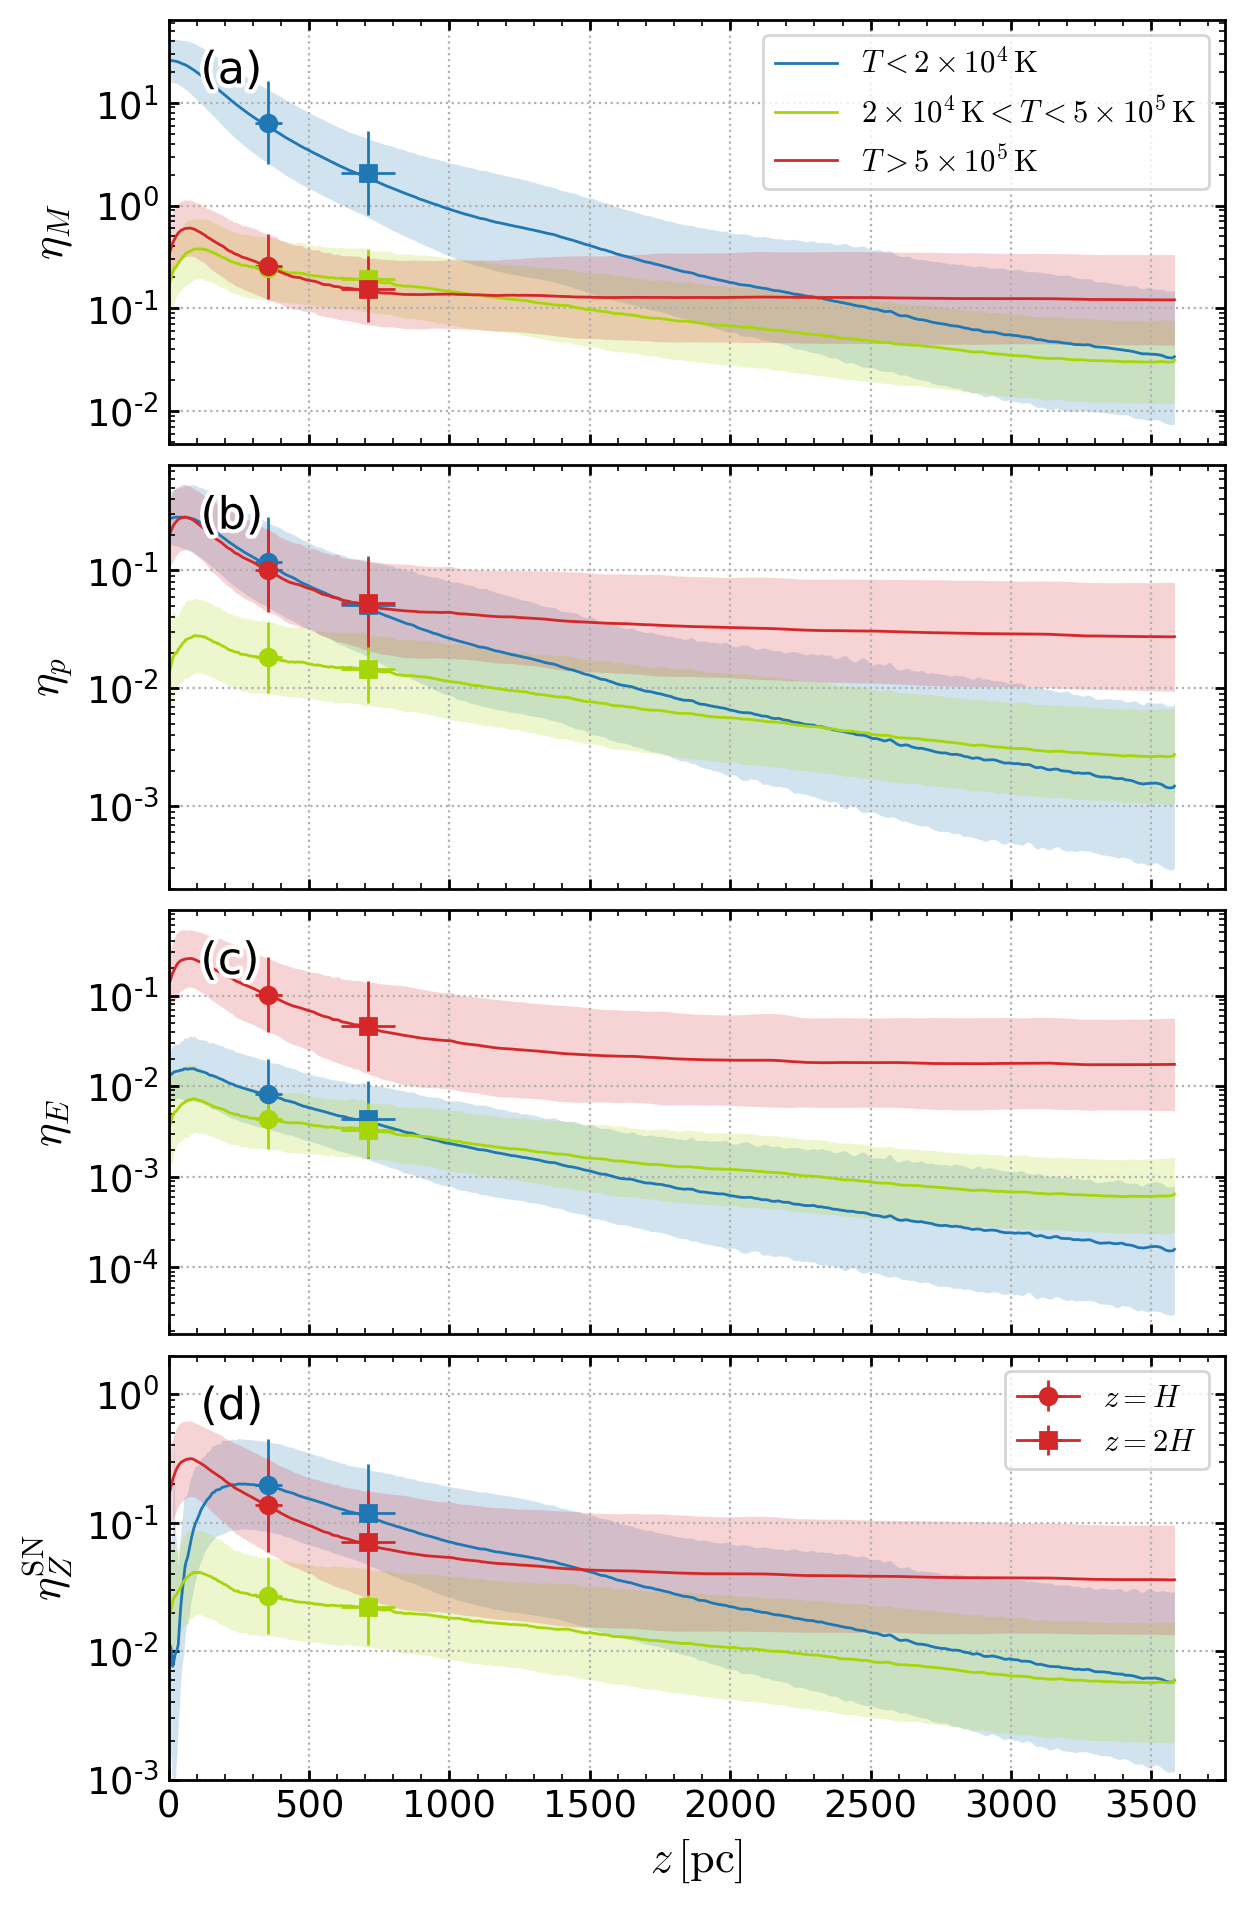 (a)
T < 2 × 10⁴ K
2 × 10⁴ K < T < 5 × 10⁵ K
T > 5 × 10⁵ K
10¹
10⁰
10⁻¹
10⁻²
η_M
(b)
10⁻¹
10⁻²
10⁻³
η_p
(c)
10⁻¹
10⁻²
10⁻³
10⁻⁴
η_E
(d)
z = H
z = 2H
10⁰
10⁻¹
10⁻²
10⁻³
η_Z^SN
0 500 1000 1500 2000 2500 3000 3500
z [pc]